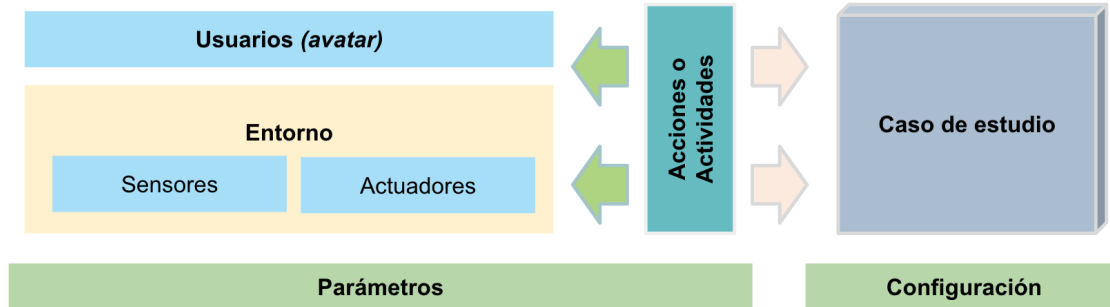 Usuarios (avatar)
Entorno
Sensores
Actuadores
Acciones o
Actividades
Caso de estudio
Parámetros
Configuración